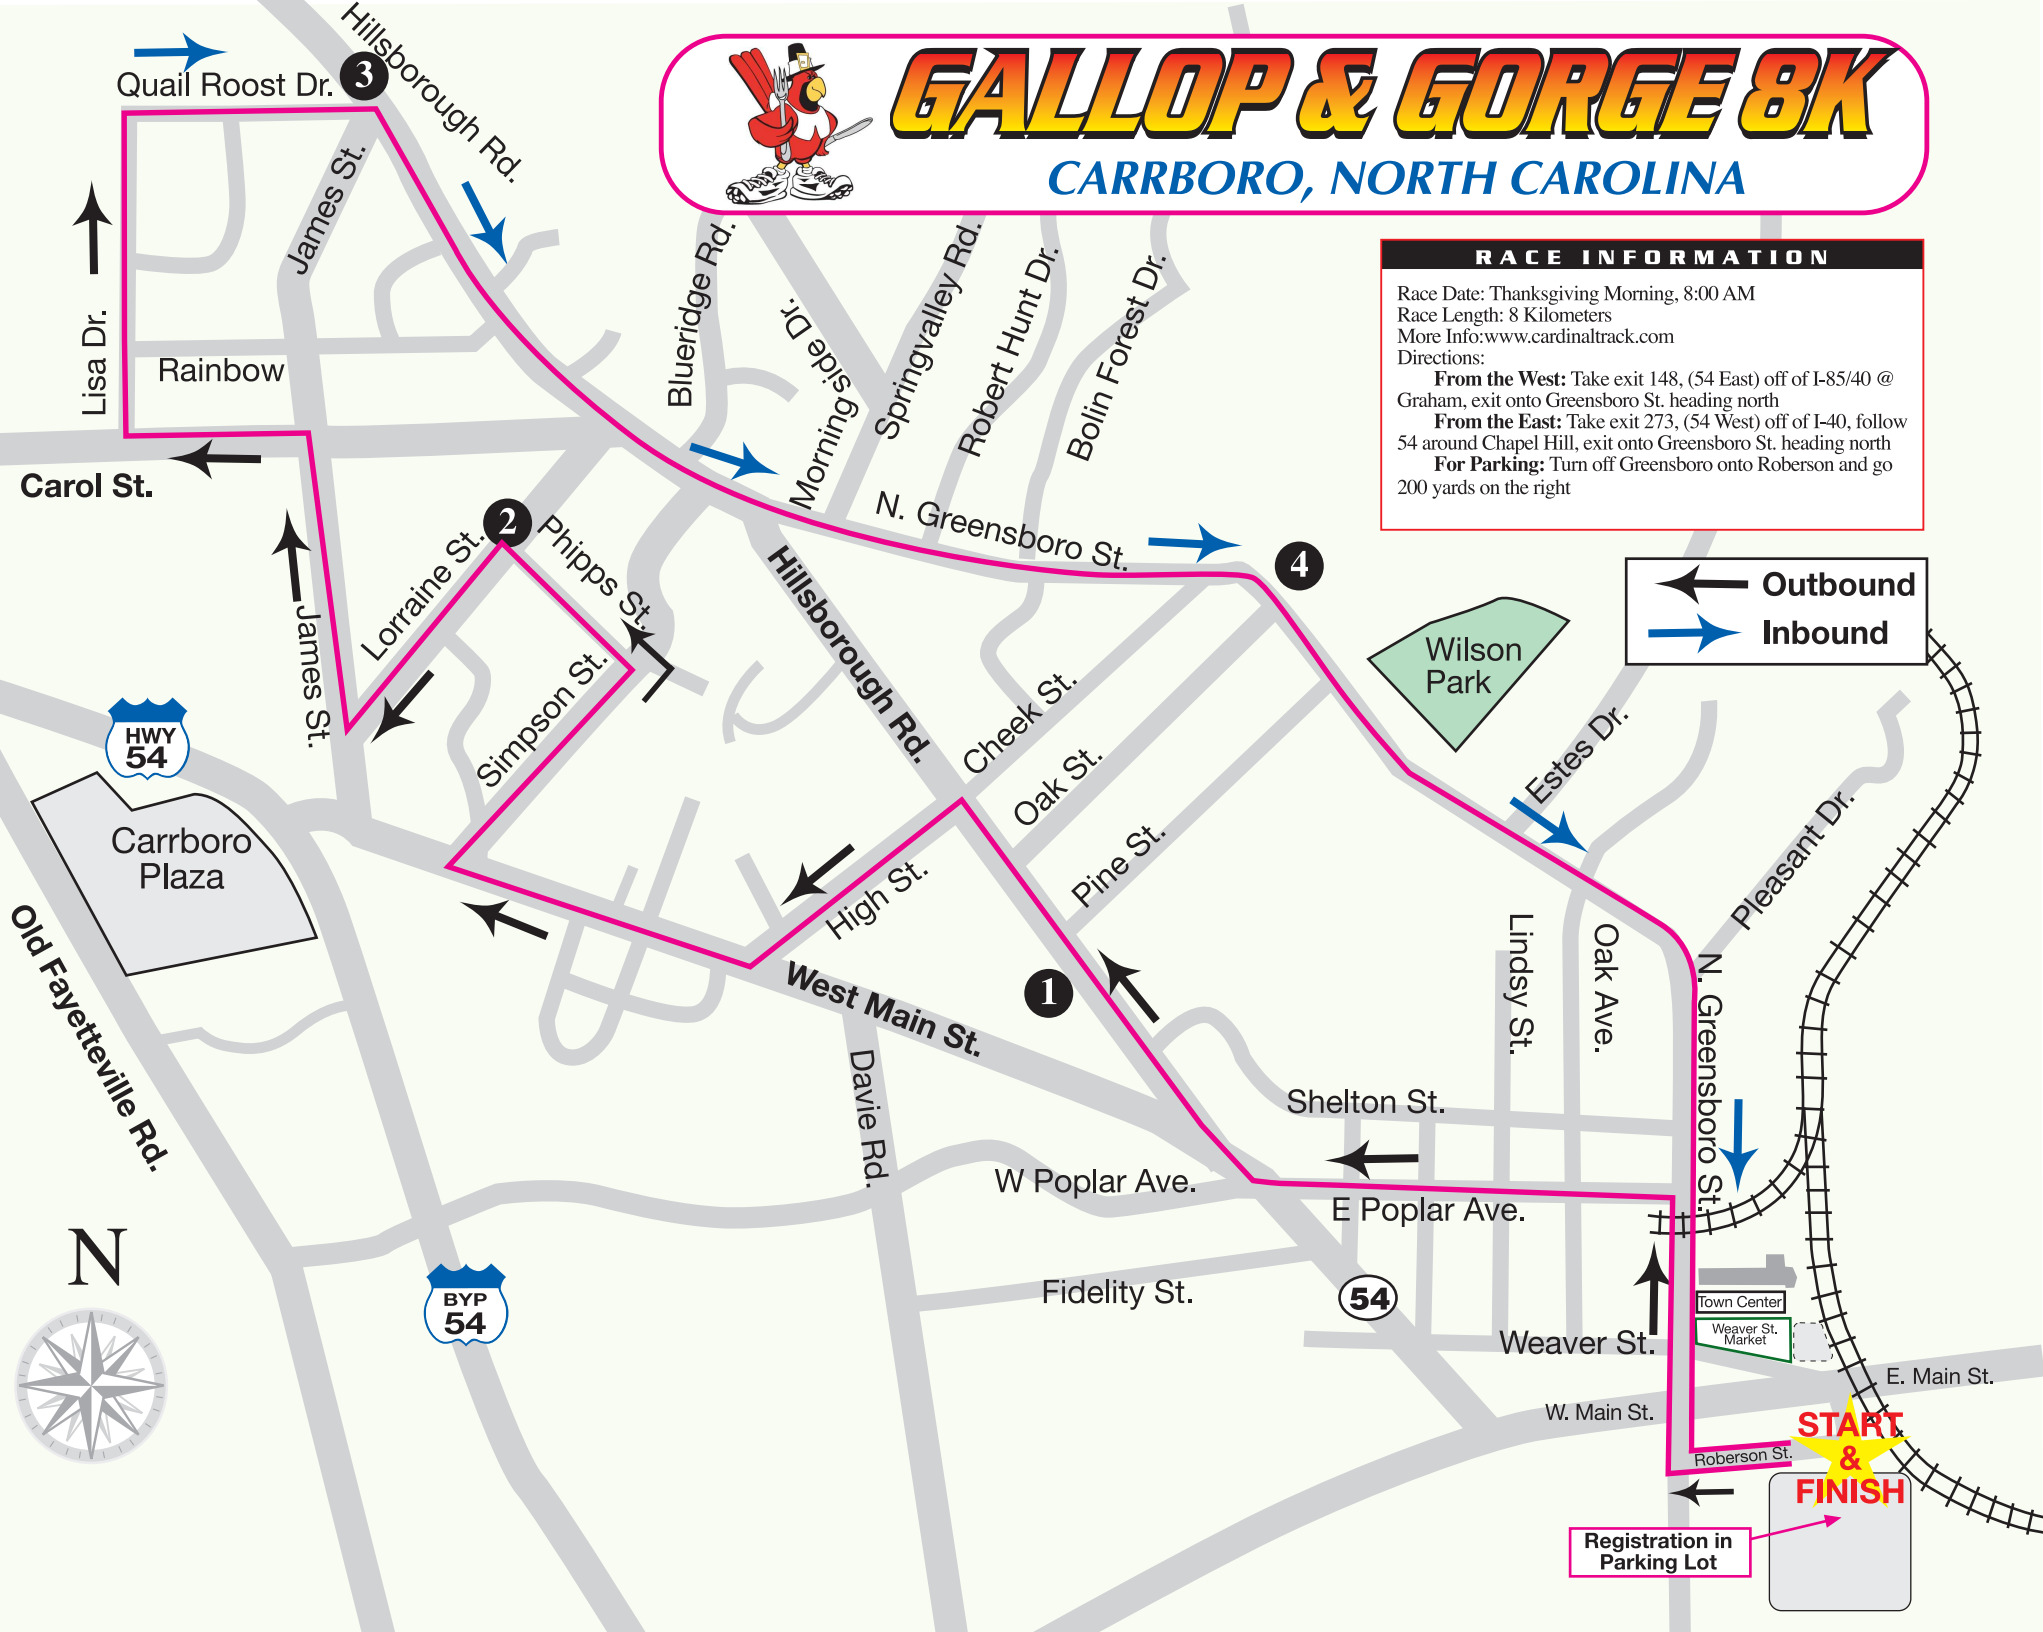 GALLOP & GORGE 8K
CARRBORO, NORTH CAROLINA
RACE INFORMATION
Race Date: Thanksgiving Morning, 8:00 AM
Race Length: 8 Kilometers
More Info:www.cardinaltrack.com
Directions:
From the West: Take exit 148, (54 East) off of I-85/40 @
Graham, exit onto Greensboro St. heading north
From the East: Take exit 273, (54 West) off of I-40, follow
54 around Chapel Hill, exit onto Greensboro St. heading north
For Parking: Turn off Greensboro onto Roberson and go
200 yards on the right
Outbound
Inbound
Quail Roost Dr.
3
Hillsborough Rd.
James St.
Lisa Dr.
Rainbow
Carol St.
Blueridge Rd.
Morning side Dr.
Springvalley Rd.
Robert Hunt Dr.
Bolin Forest Dr.
N. Greensboro St.
4
2
Lorraine St.
Phipps St.
James St.
Simpson St.
Hillsborough Rd.
Cheek St.
Oak St.
Pine St.
Wilson
Park
Estes Dr.
Pleasant Dr.
HWY
54
Carrboro
Plaza
Old Fayetteville Rd.
High St.
West Main St.
1
Lindsy St.
Oak Ave.
N. Greensboro St.
Davie Rd.
Shelton St.
W Poplar Ave.
E Poplar Ave.
Fidelity St.
54
BYP
54
N
Town Center
Weaver St.
Market
Weaver St.
E. Main St.
W. Main St.
Roberson St.
START
&
FINISH
Registration in
Parking Lot